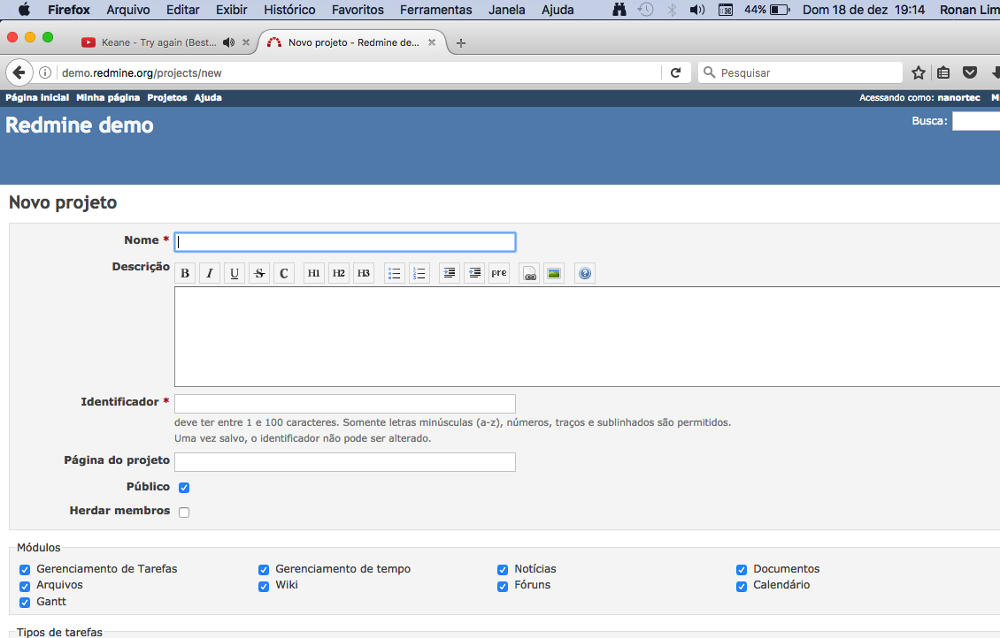 Firefox Arquivo Editar Exibir Histórico Favoritos Ferramentas Janela Ajuda 44% Dom 18 de dez 19:14 Ronan Lim
Keane - Try again (Best... Novo projeto - Redmine de...
demo.redmine.org/projects/new Pesquisar
Página inicial Minha página Projetos Ajuda Acessando como: nanortec M
Redmine demo Busca:
Novo projeto
Nome *
Descrição B I U S C H1 H2 H3 pre
Identificador *
deve ter entre 1 e 100 caracteres. Somente letras minúsculas (a-z), números, traços e sublinhados são permitidos.
Uma vez salvo, o identificador não pode ser alterado.
Página do projeto
Público
Herdar membros
Módulos
Gerenciamento de Tarefas Gerenciamento de tempo Notícias Documentos
Arquivos Wiki Fóruns Calendário
Gantt
Tipos de tarefas